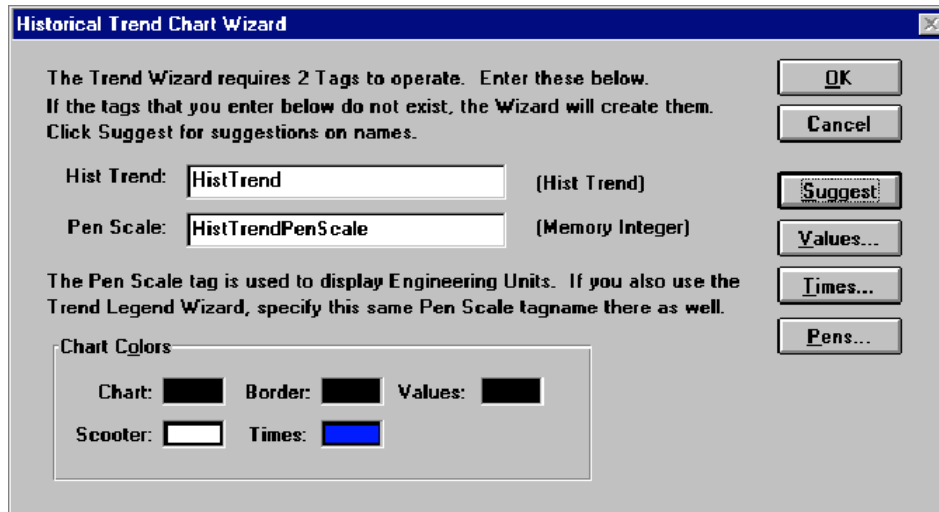 Historical Trend Chart Wizard
The Trend Wizard requires 2 Tags to operate. Enter these below.
If the tags that you enter below do not exist, the Wizard will create them.
Click Suggest for suggestions on names.
OK
Cancel
Hist Trend: HistTrend (Hist Trend)
Suggest
Pen Scale: HistTrendPenScale (Memory Integer)
Values...
The Pen Scale tag is used to display Engineering Units. If you also use the
Trend Legend Wizard, specify this same Pen Scale tagname there as well.
Times...
Pens...
Chart Colors
Chart: Border: Values:
Scooter: Times: